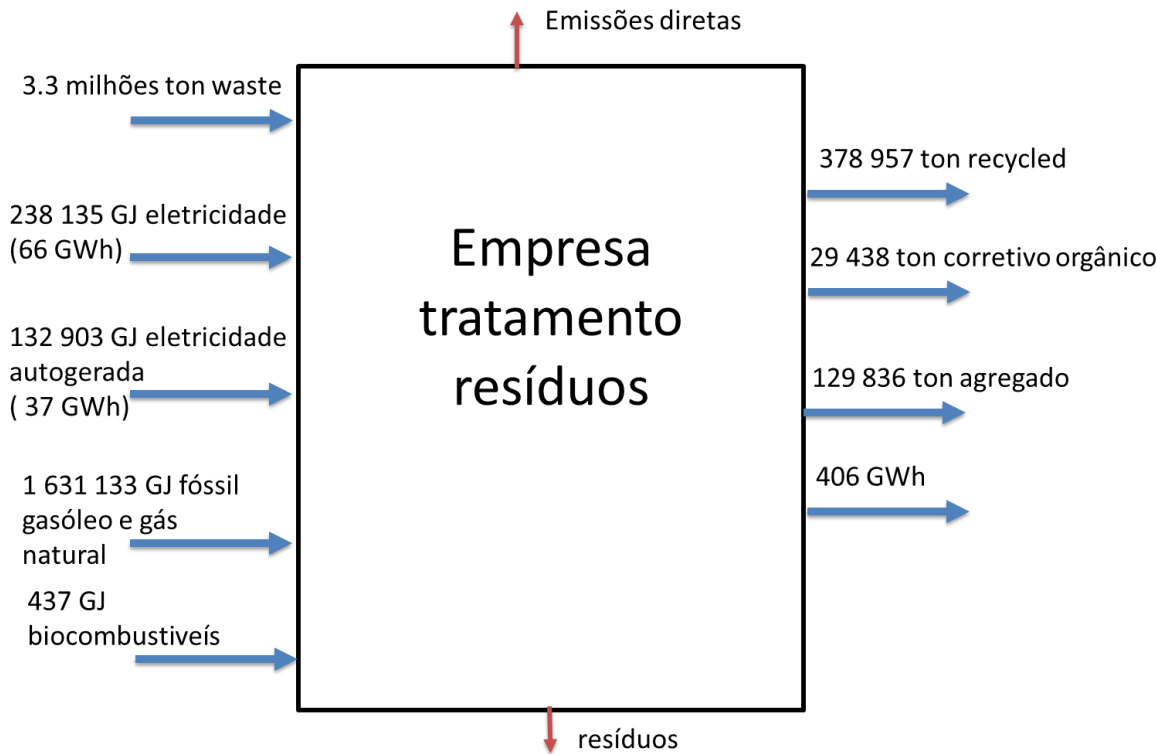 Emissões diretas
3.3 milhões ton waste
238 135 GJ eletricidade
(66 GWh)
132 903 GJ eletricidade
autogerada
( 37 GWh)
1 631 133 GJ fóssil
gasóleo e gás
natural
437 GJ
biocombustiveís
Empresa
tratamento
resíduos
378 957 ton recycled
29 438 ton corretivo orgânico
129 836 ton agregado
406 GWh
resíduos